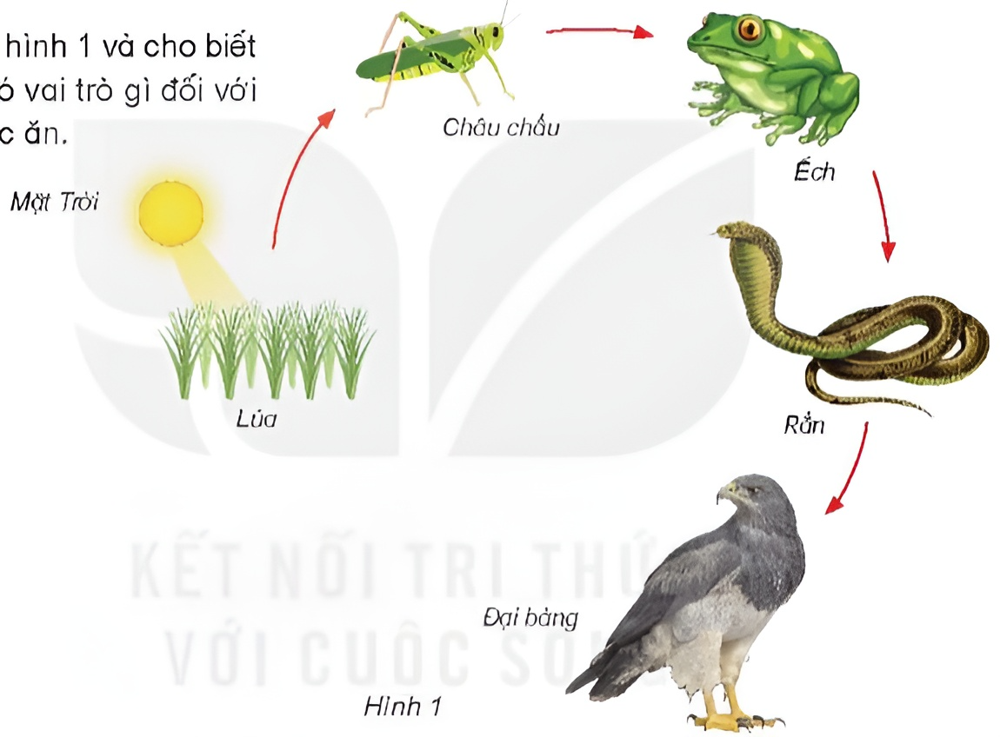 hình 1 và cho biết
ó vai trò gì đối với
c ăn.
Châu chấu
Ếch
Mặt Trời
Lúa
Rắn
Đại bàng
Hình 1
KẾT NỐI TRI THỨ
VỚI CUỘC SỐNG